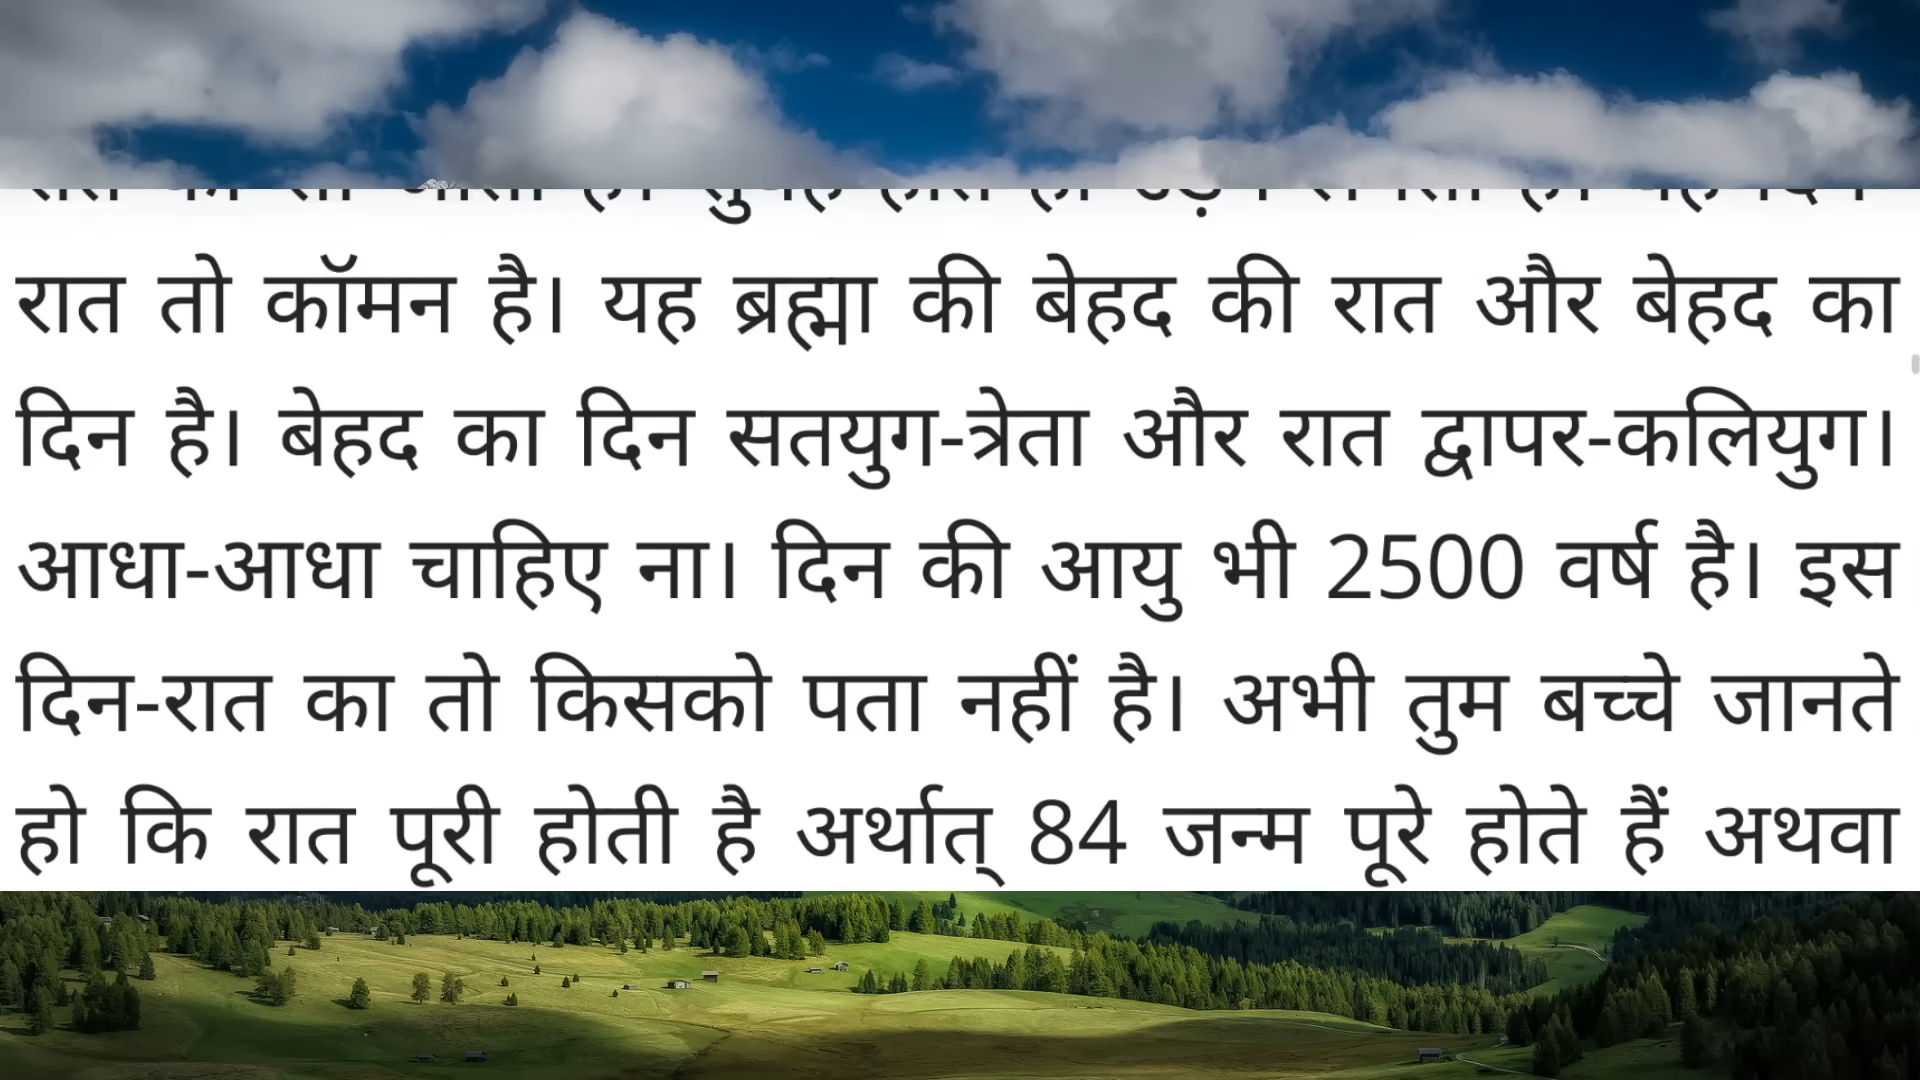 रात तो कॉमन है। यह ब्रह्मा की बेहद की रात और बेहद का
दिन है। बेहद का दिन सतयुग-त्रेता और रात द्वापर-कलियुग।
आधा-आधा चाहिए ना। दिन की आयु भी 2500 वर्ष है। इस
दिन-रात का तो किसको पता नहीं है। अभी तुम बच्चे जानते
हो कि रात पूरी होती है अर्थात् 84 जन्म पूरे होते हैं अथवा